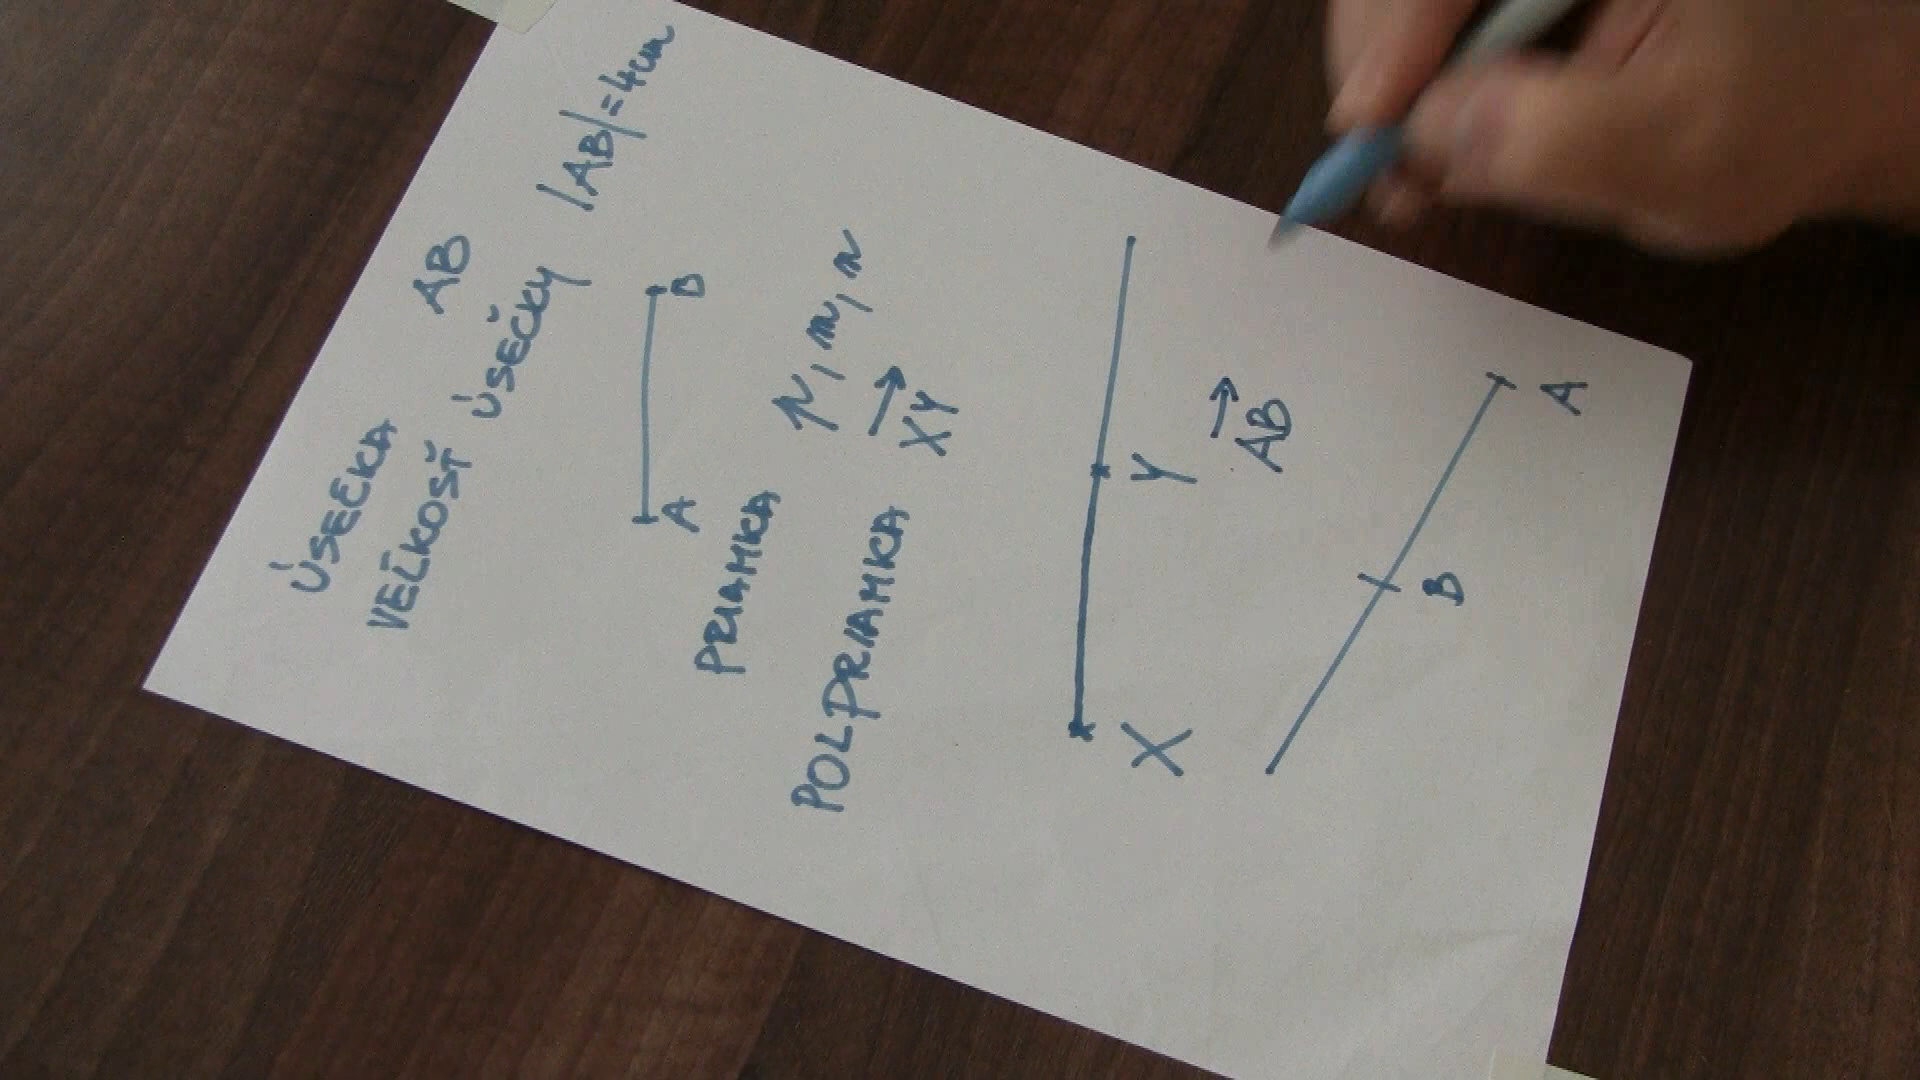 ÚSEČKA AB
VEĽKOSŤ ÚSEČKY |AB|=4cm
A B
PRIAMKA p, m, n
POLPRIAMKA →XY
X Y
→AB
B A